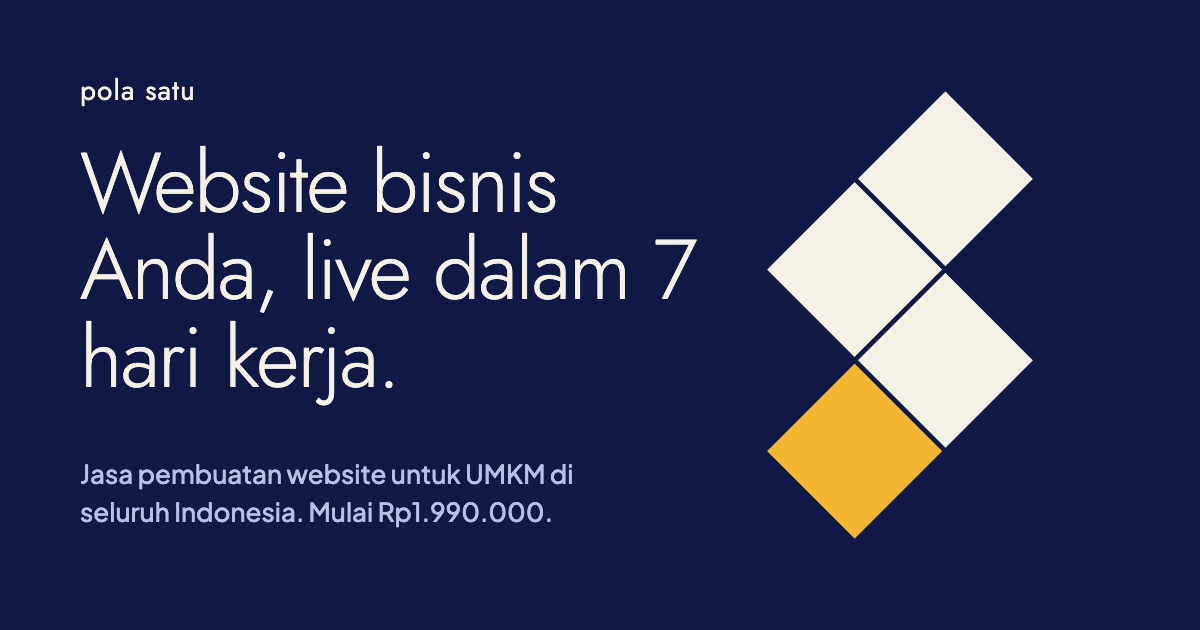 pola satu
Website bisnis
Anda, live dalam 7
hari kerja.
Jasa pembuatan website untuk UMKM di
seluruh Indonesia. Mulai Rp1.990.000.